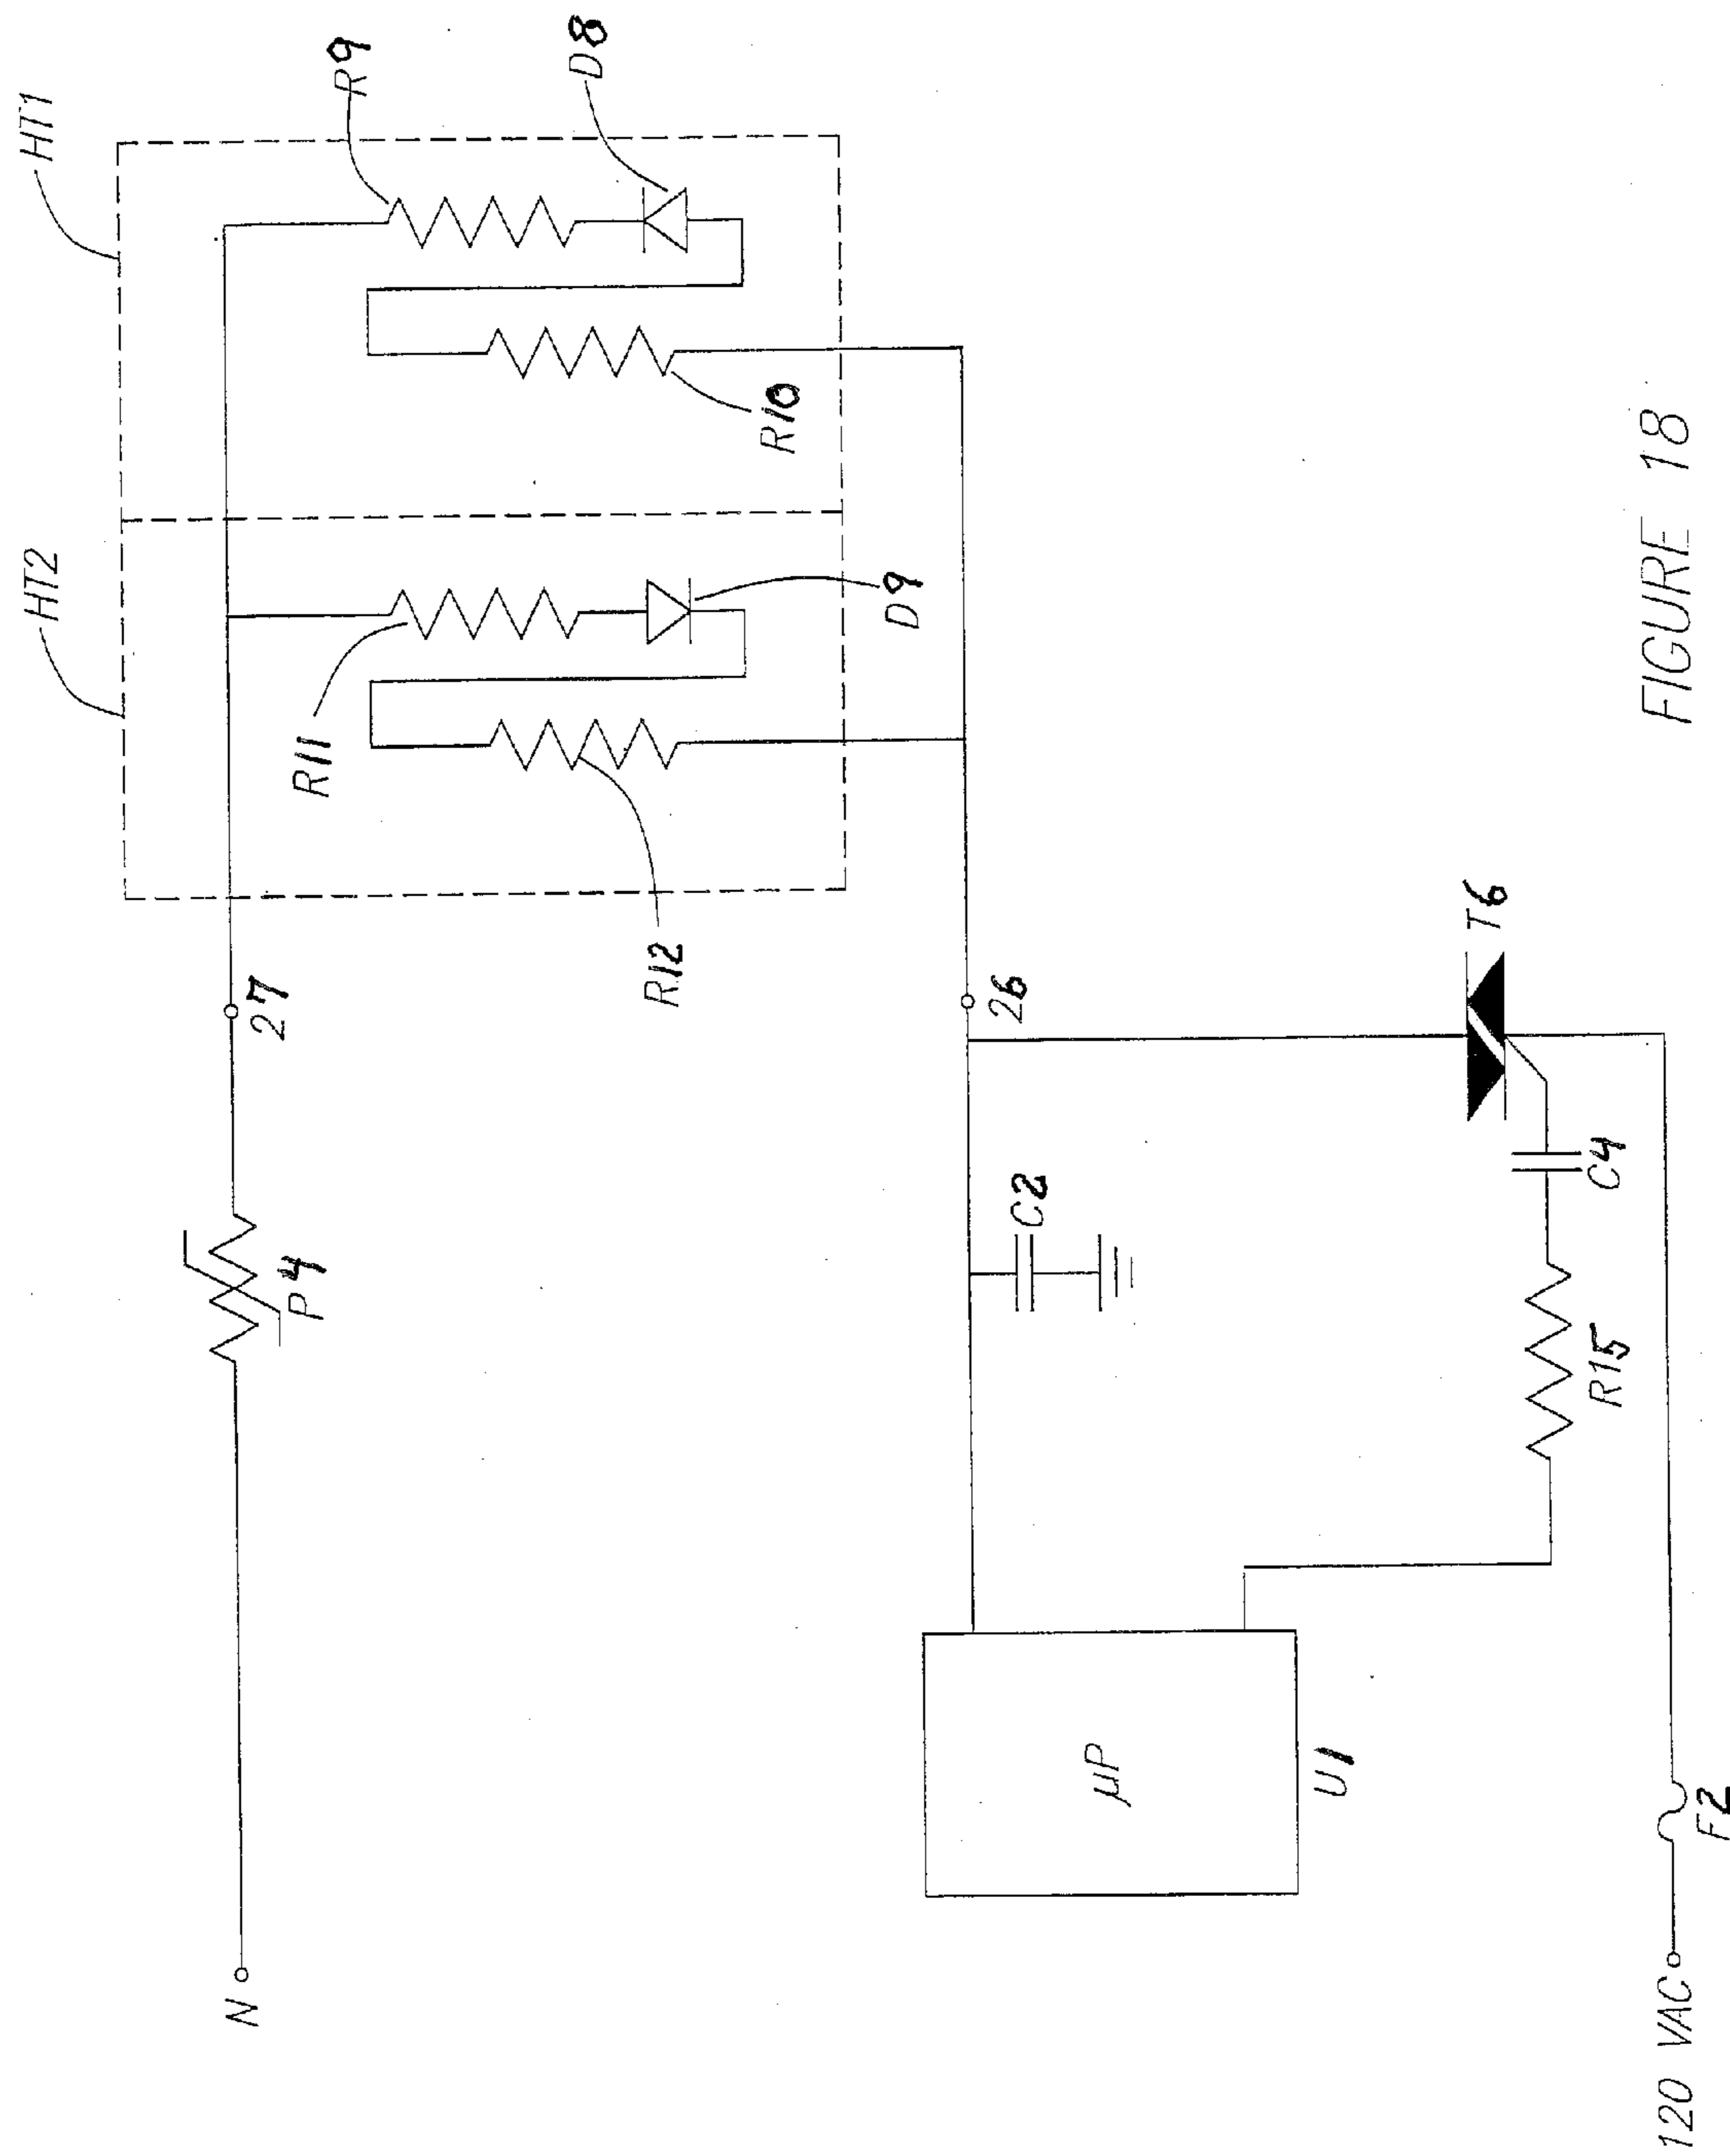 HT1
HT2
R9
D8
R10
R11
D9
R12
27
26
P4
T6
C2
C4
R15
µP
U1
N
120 VAC
F2
FIGURE 18